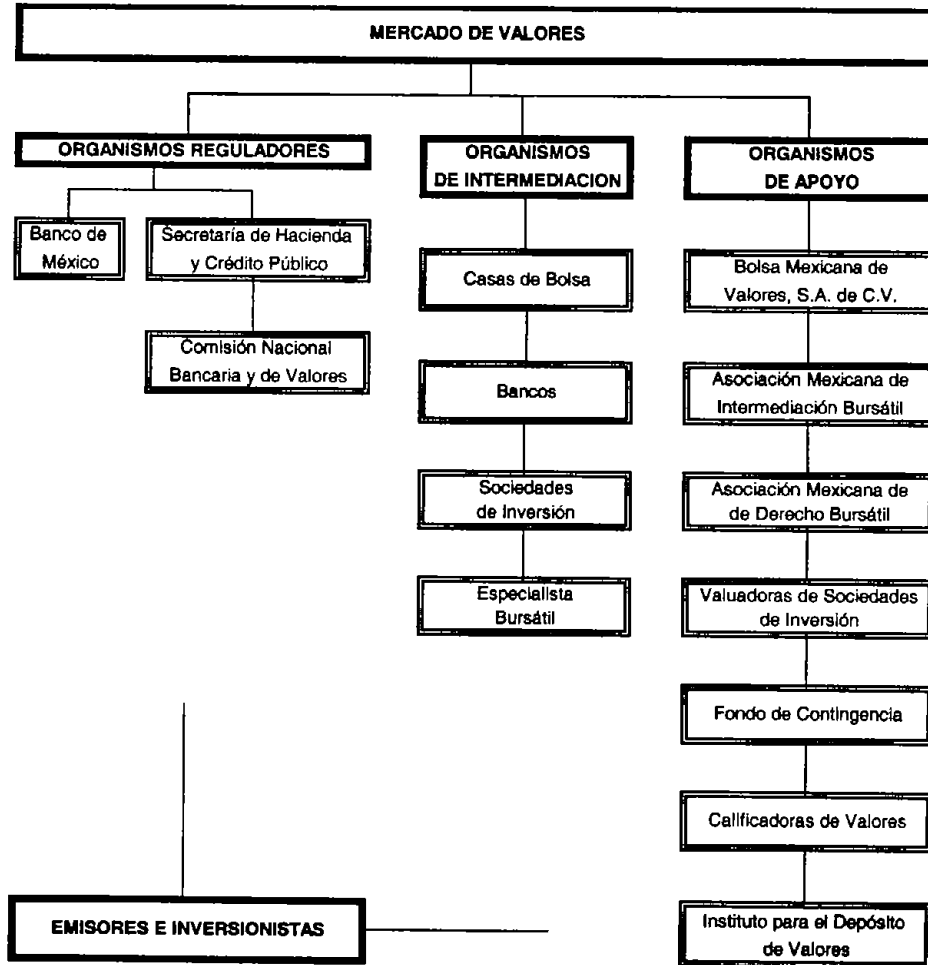 MERCADO DE VALORES
ORGANISMOS REGULADORES
Banco de
México
Secretaría de Hacienda
y Crédito Público
Comisión Nacional
Bancaria y de Valores
ORGANISMOS
DE INTERMEDIACION
Casas de Bolsa
Bancos
Sociedades
de Inversión
Especialista
Bursátil
ORGANISMOS
DE APOYO
Bolsa Mexicana de
Valores, S.A. de C.V.
Asociación Mexicana de
Intermediación Bursátil
Asociación Mexicana de
de Derecho Bursátil
Valuadoras de Sociedades
de Inversión
Fondo de Contingencia
Calificadoras de Valores
Instituto para el Depósito
de Valores
EMISORES E INVERSIONISTAS